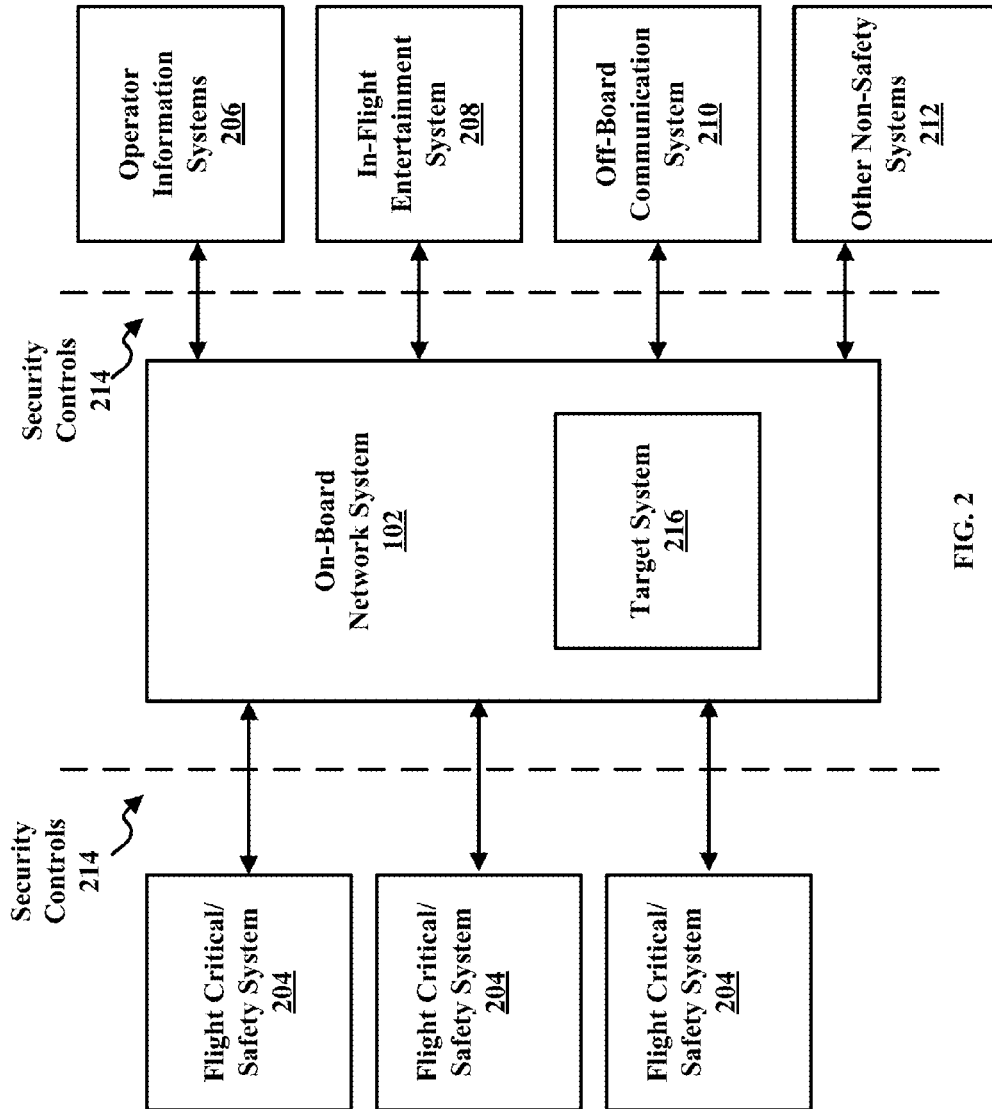 Security
Controls
214
Security
Controls
214
Flight Critical/
Safety System
204
Flight Critical/
Safety System
204
Flight Critical/
Safety System
204
On-Board
Network System
102
Target System
216
Operator
Information
Systems
206
In-Flight
Entertainment
System
208
Off-Board
Communication
System
210
Other Non-Safety
Systems
212
FIG. 2